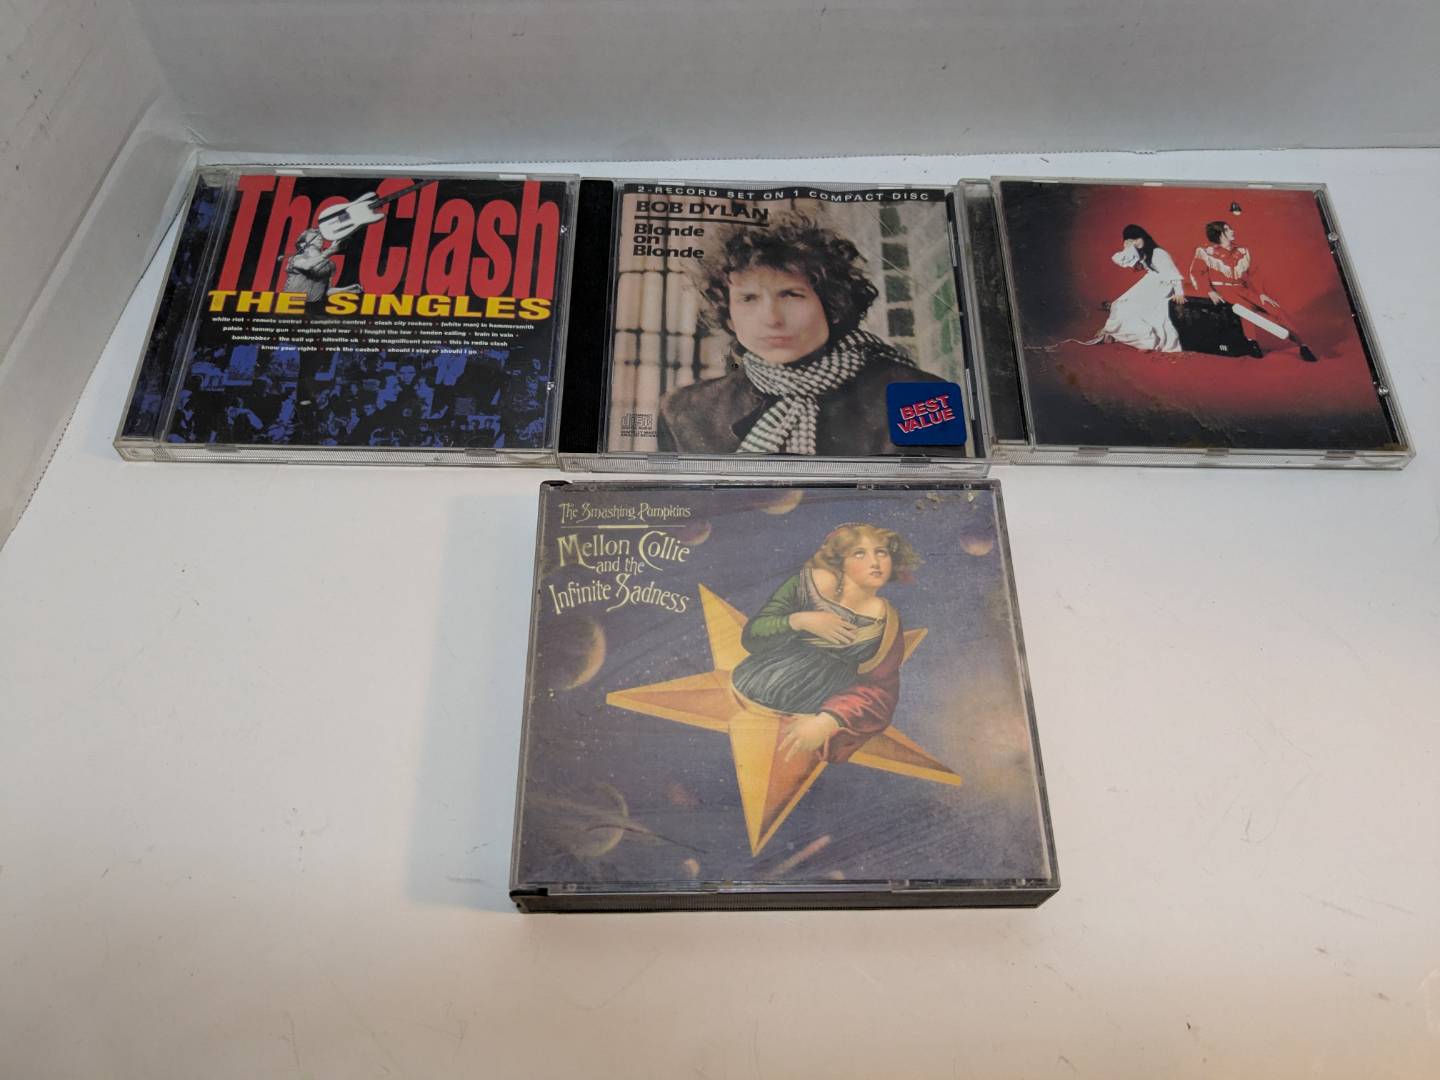 The Clash
THE SINGLES
white riot • remote control • complete control • clash city rockers • (white man) in hammersmith
palais • tommy gun • english civil war • i fought the law • london calling • train in vain •
bankrobber • the call up • hitsville uk • the magnificent seven • this is radio clash
know your rights • rock the casbah • should i stay or should i go
2-RECORD SET ON 1 COMPACT DISC
BOB DYLAN
Blonde
on
Blonde
COMPACT
disc
DIGITAL AUDIO
BEST
VALUE
The Smashing Pumpkins
Mellon Collie
and the
Infinite Sadness